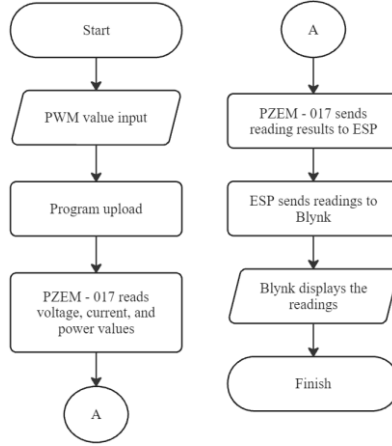 Start
PWM value input
Program upload
PZEM - 017 reads
voltage, current, and
power values
A
A
PZEM - 017 sends
reading results to ESP
ESP sends readings to
Blynk
Blynk displays the
readings
Finish